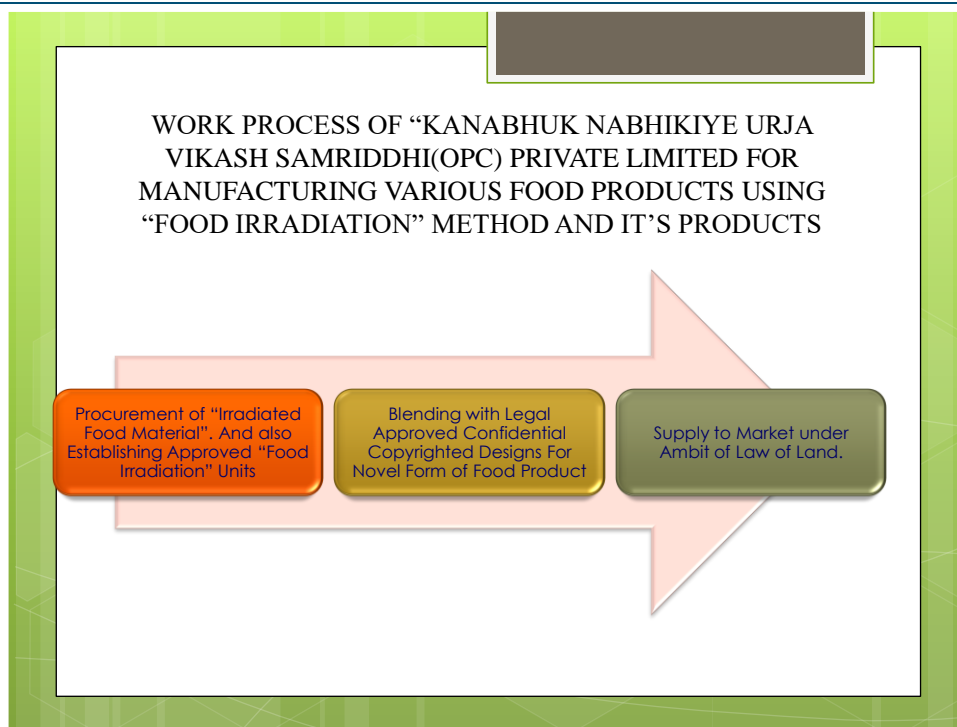 WORK PROCESS OF “KANABHUK NABHIKIYE URJA
VIKASH SAMRIDDHI(OPC) PRIVATE LIMITED FOR
MANUFACTURING VARIOUS FOOD PRODUCTS USING
“FOOD IRRADIATION” METHOD AND IT’S PRODUCTS
Procurement of “Irradiated
Food Material”. And also
Establishing Approved “Food
Irradiation” Units
Blending with Legal
Approved Confidential
Copyrighted Designs For
Novel Form of Food Product
Supply to Market under
Ambit of Law of Land.